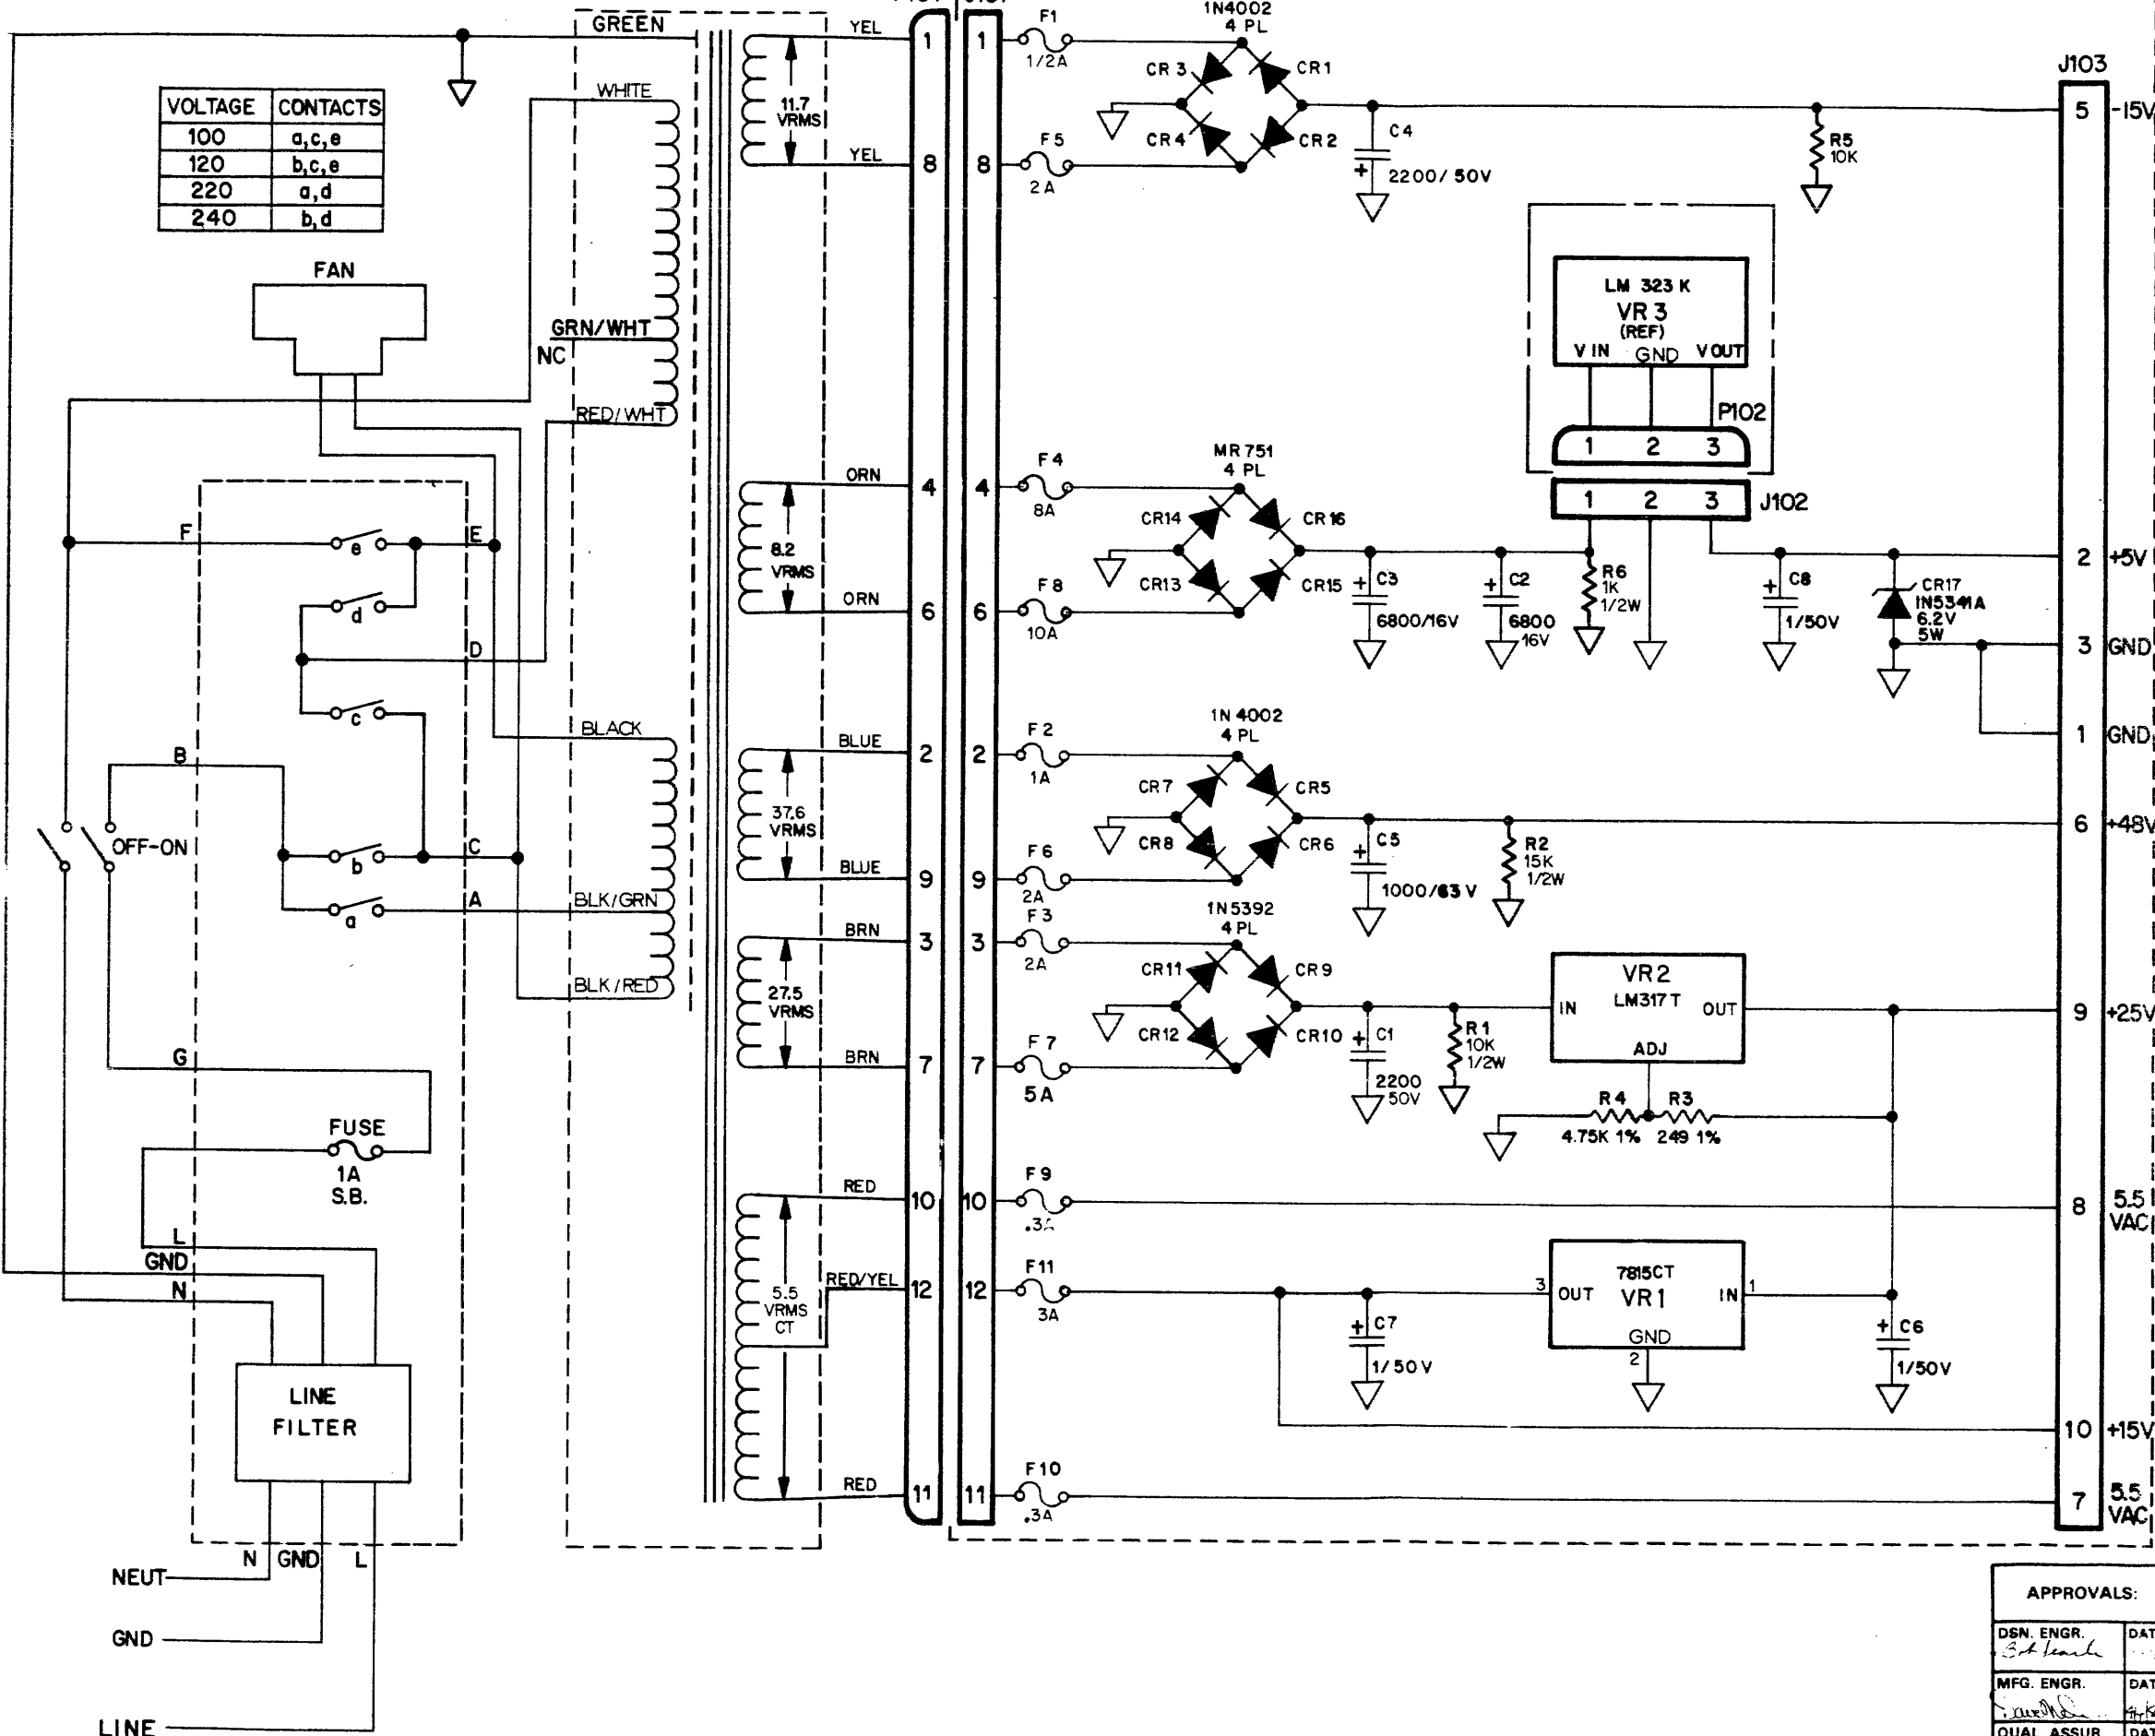 GREEN
YEL
F1
1/2A
1N4002
4 PL
CR 3
CR1
CR4
CR2
J103
5
-15V
VOLTAGE CONTACTS
100 a,c,e
120 b,c,e
220 a,d
240 b,d
WHITE
11.7
VRMS
YEL
1
8
1
8
F5
2A
C4
+
2200/50V
R5
10K
FAN
GRN/WHT
NC
RED/WHT
LM 323 K
VR 3
(REF)
V IN GND V OUT
P102
1 2 3
1 2 3
J102
ORN
4
4
F4
8A
MR751
4 PL
CR14
CR16
CR13
CR15
8.2
VRMS
ORN
6
6
F8
10A
+ C3
6800/16V
+ C2
6800
16V
R6
1K
1/2W
+ C8
1/50V
CR17
IN5341A
6.2V
5W
2
+5V
3
GND
1
GND
F
e
E
d
D
c
B
b
C
a
A
OFF-ON
BLACK
BLK/GRN
BLK/RED
BLUE
2
2
F2
1A
1N 4002
4 PL
CR7
CR5
CR8
CR6
37.6
VRMS
BLUE
9
9
F6
2A
+ C5
1000/63 V
R2
15K
1/2W
6
+48V
BRN
3
3
F3
2A
1N5392
4 PL
CR11
CR9
CR12
CR10
27.5
VRMS
BRN
7
7
F7
5A
+ C1
2200
50V
R1
10K
1/2W
VR2
LM317T
IN
OUT
ADJ
9
+25V
R4
4.75K 1%
R3
249 1%
G
FUSE
1A
S.B.
L
GND
N
LINE
FILTER
N GND L
NEUT
GND
LINE
RED
10
10
F9
.3A
8
5.5
VAC
5.5
VRMS
CT
RED/YEL
12
12
F11
3A
+ C7
1/50V
3
OUT
7815CT
VR1
IN
1
GND
2
+ C6
1/50V
10
+15V
RED
11
11
F10
.3A
7
5.5
VAC
APPROVALS:
DSN. ENGR.
MFG. ENGR.
QUAL. ASSUR.